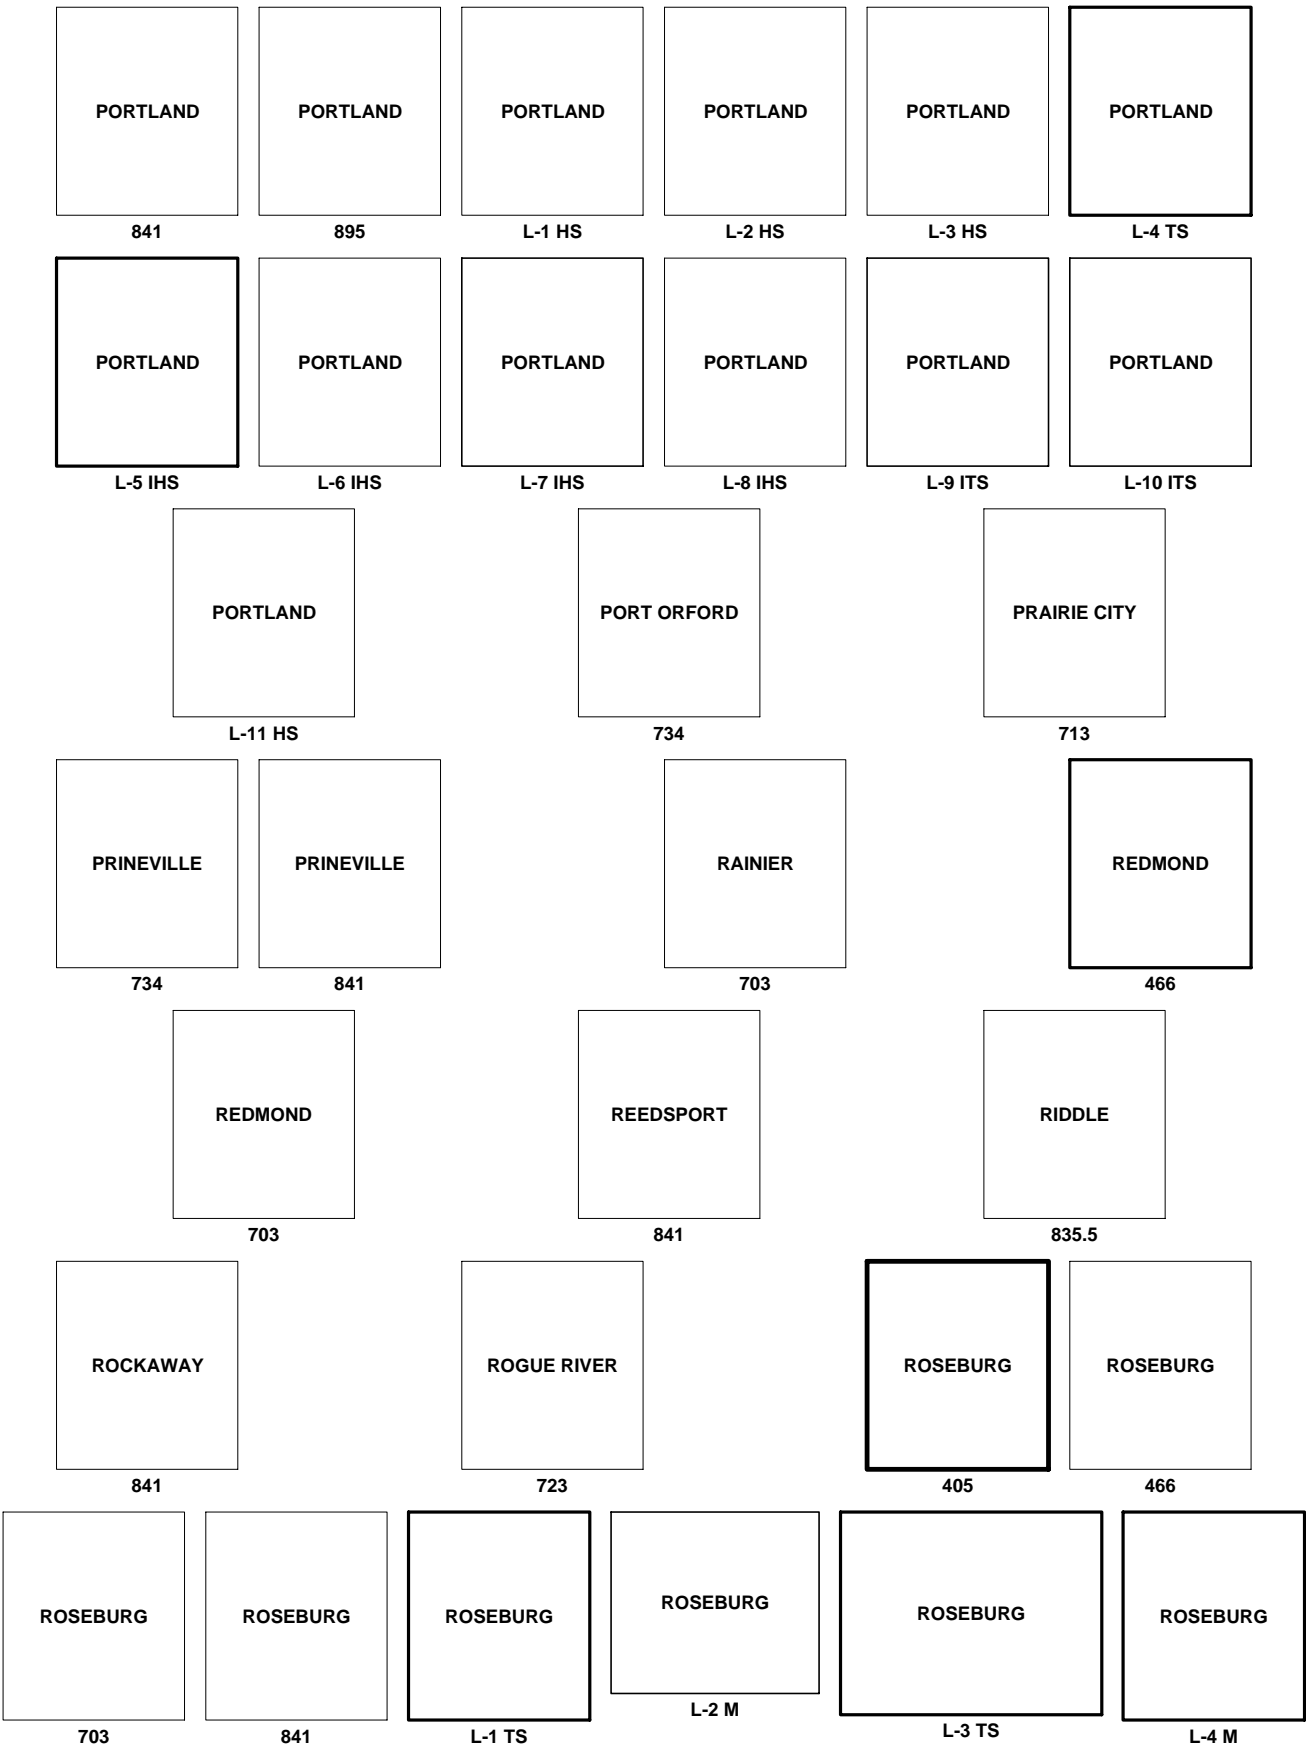 PORTLAND PORTLAND PORTLAND PORTLAND PORTLAND PORTLAND
841 895 L-1 HS L-2 HS L-3 HS L-4 TS
PORTLAND PORTLAND PORTLAND PORTLAND PORTLAND PORTLAND
L-5 IHS L-6 IHS L-7 IHS L-8 IHS L-9 ITS L-10 ITS
PORTLAND PORT ORFORD PRAIRIE CITY
L-11 HS 734 713
PRINEVILLE PRINEVILLE RAINIER REDMOND
734 841 703 466
REDMOND REEDSPORT RIDDLE
703 841 835.5
ROCKAWAY ROGUE RIVER ROSEBURG ROSEBURG
841 723 405 466
ROSEBURG ROSEBURG ROSEBURG ROSEBURG ROSEBURG ROSEBURG
703 841 L-1 TS L-2 M L-3 TS L-4 M